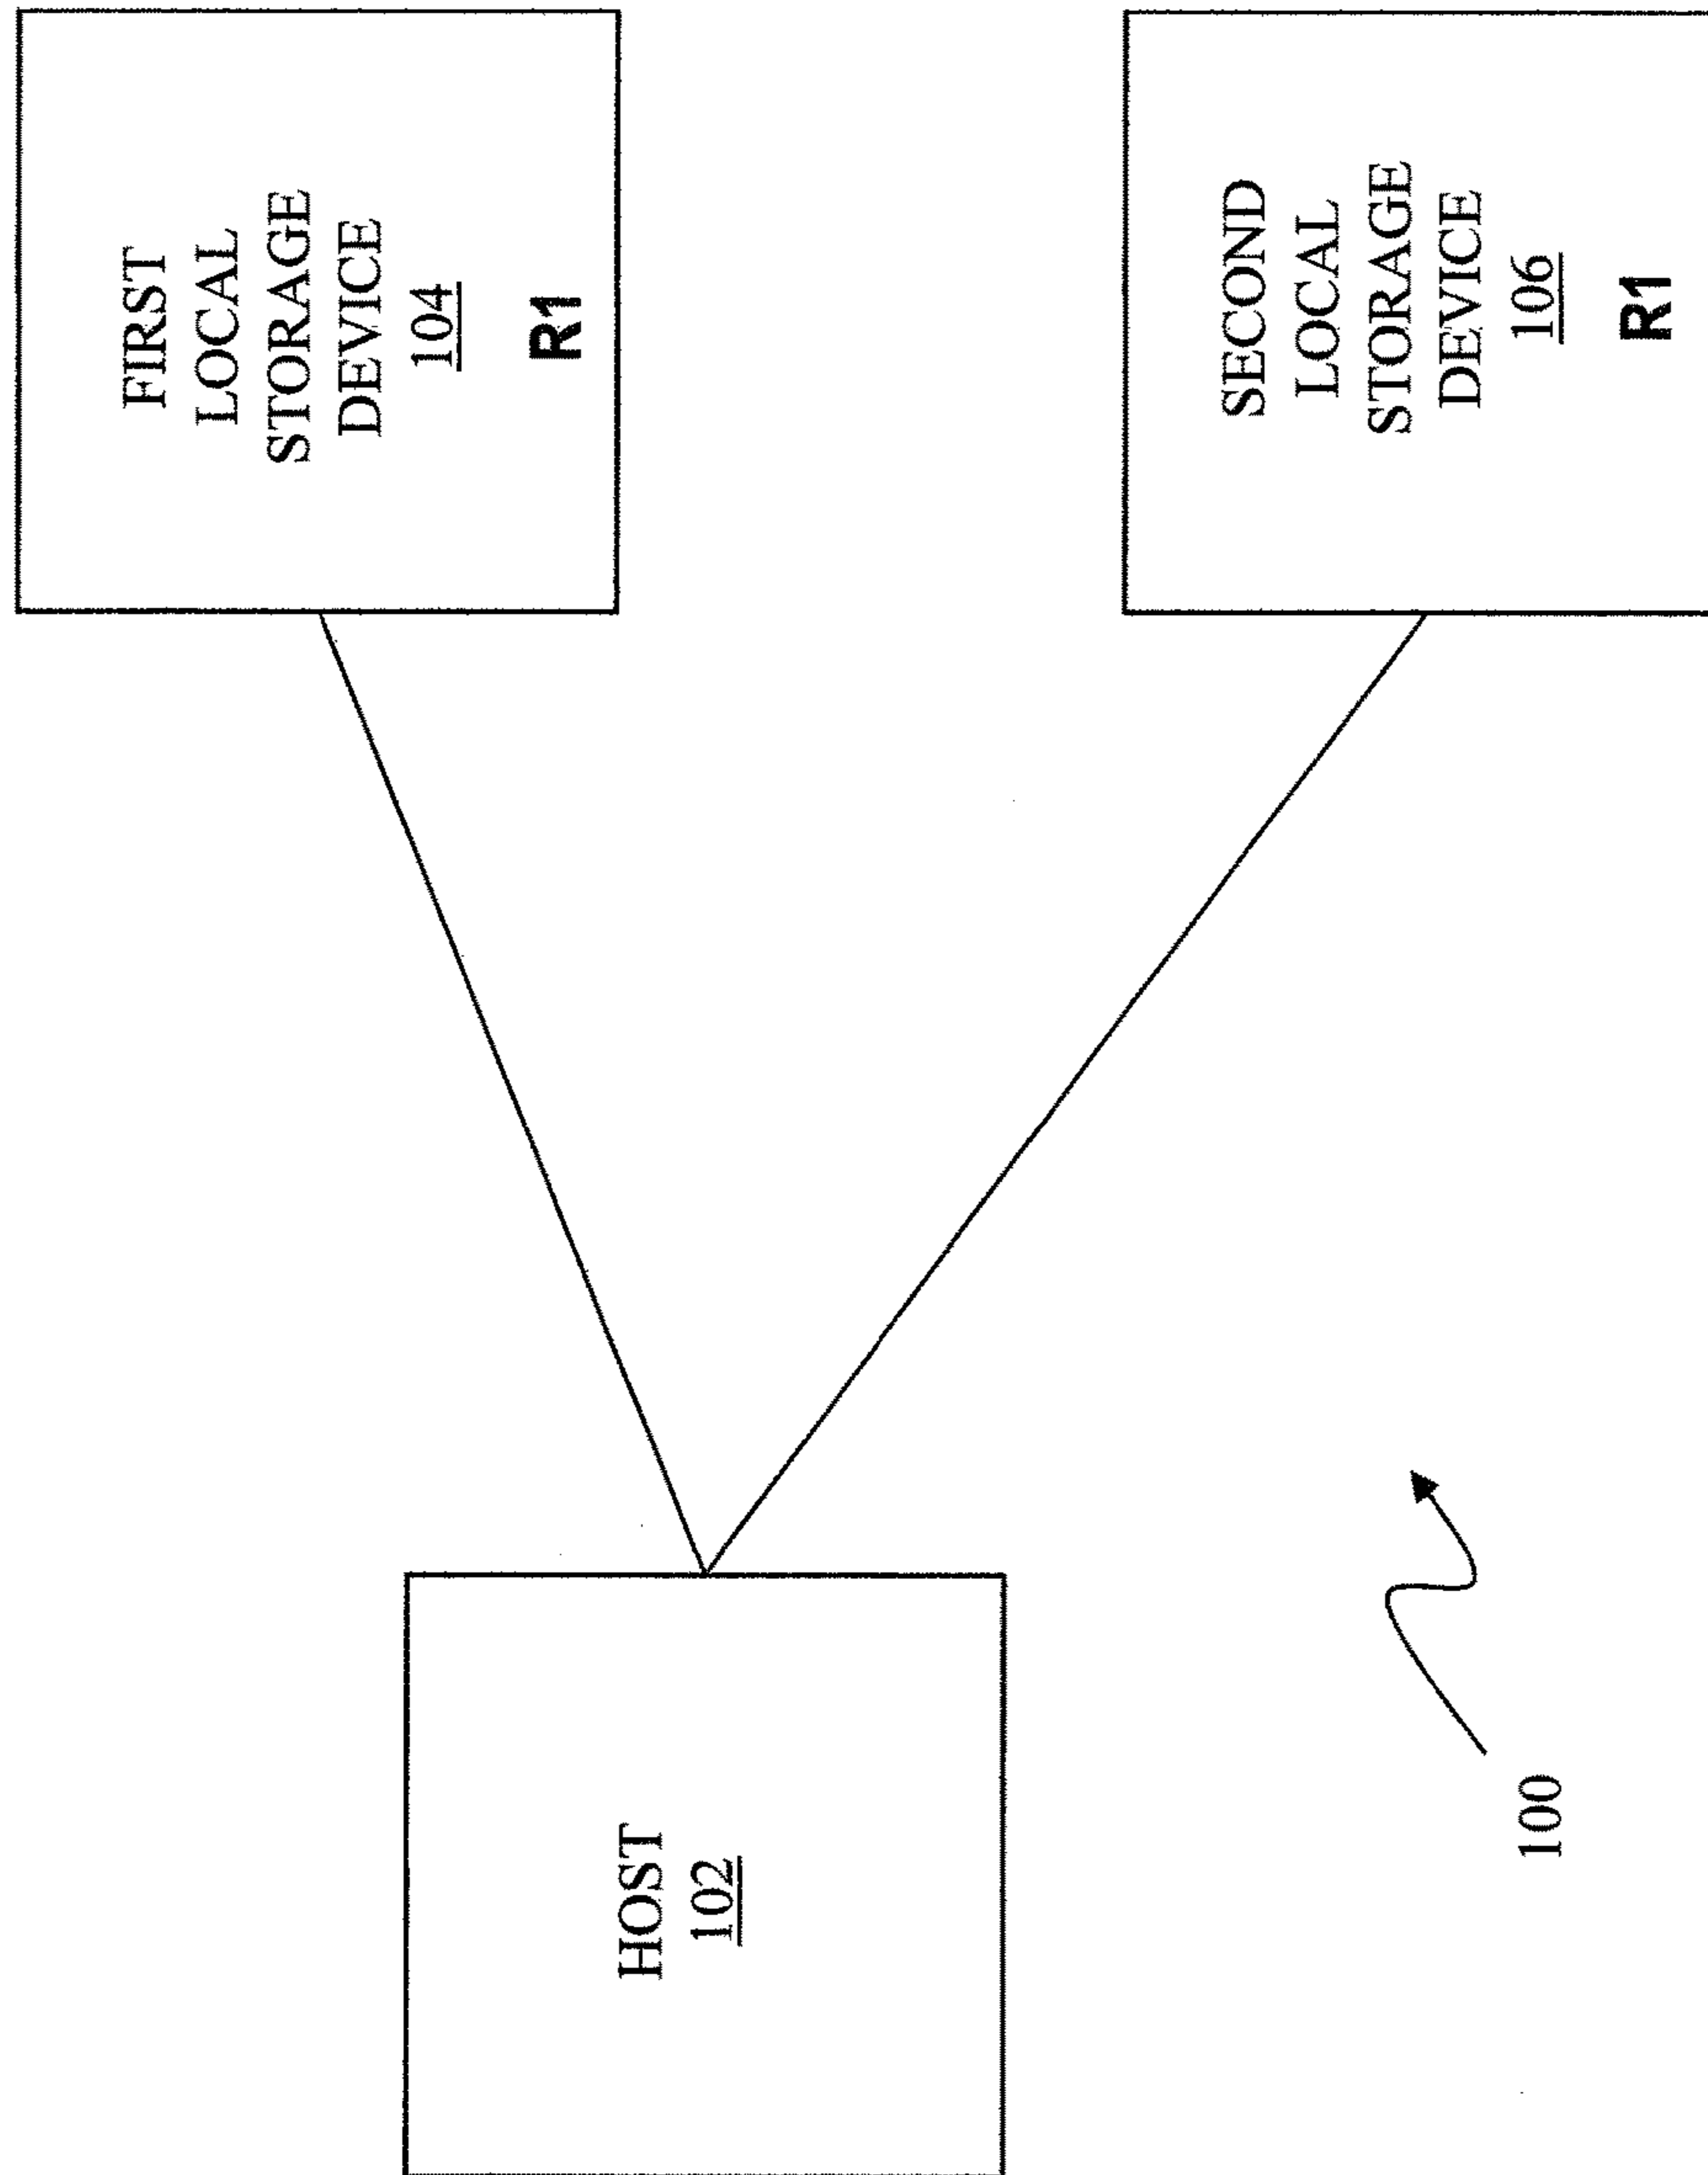 FIRST
LOCAL
STORAGE
DEVICE
104
R1
SECOND
LOCAL
STORAGE
DEVICE
106
R1
HOST
102
100